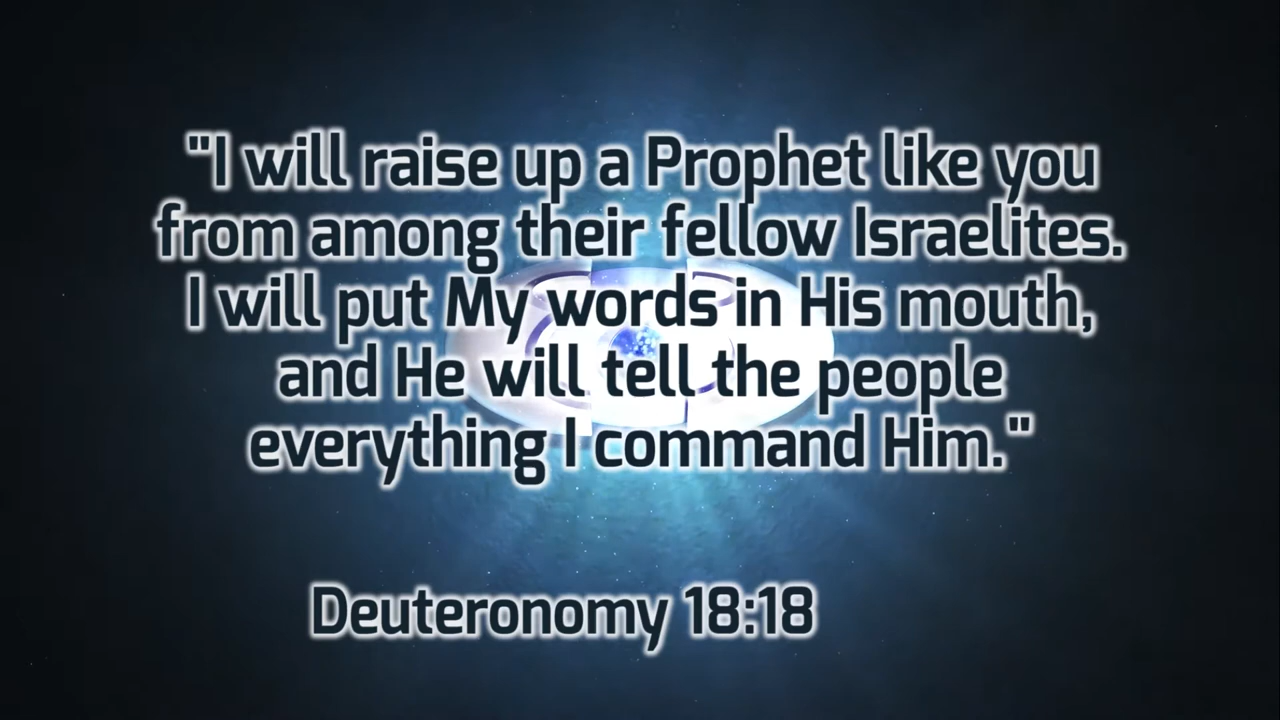 "I will raise up a Prophet like you
from among their fellow Israelites.
I will put My words in His mouth,
and He will tell the people
everything I command Him."
Deuteronomy 18:18